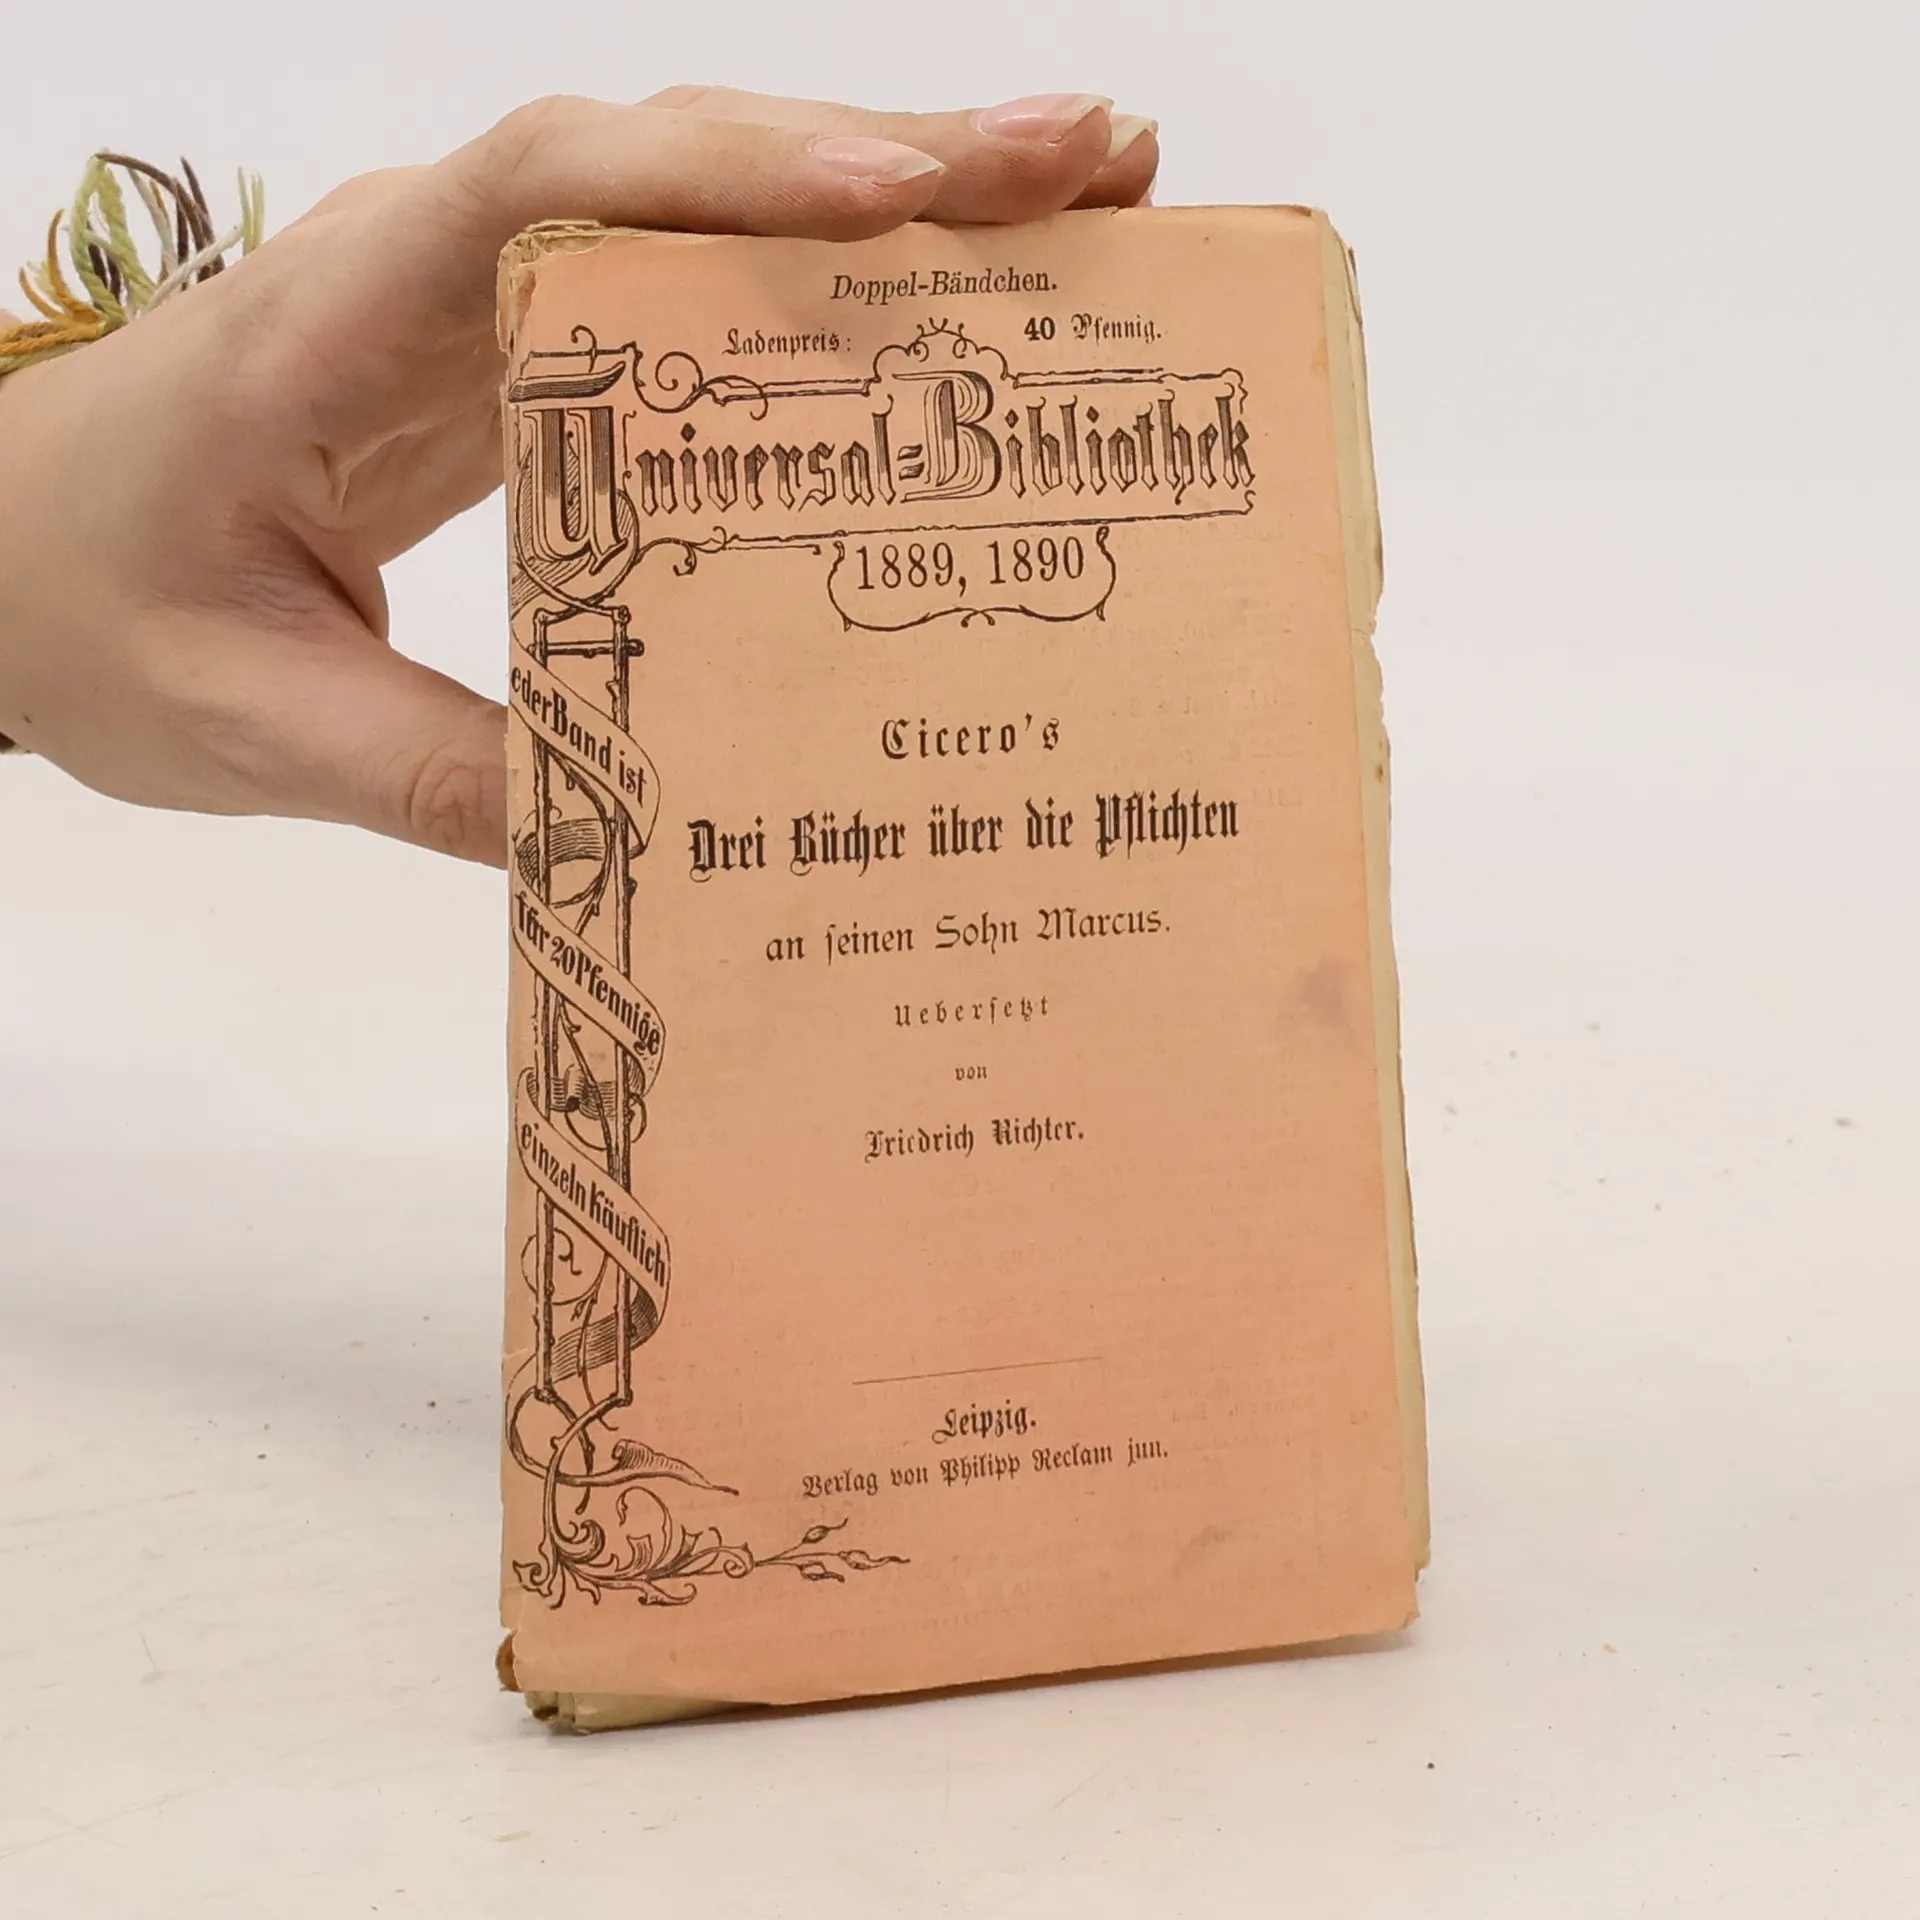 Doppel-Bändchen.
Ladenpreis: 40 Pfennig.
Universal-Bibliothek
1889, 1890
eder Band ist
für 20 Pfennige
einzeln käuflich
Cicero's
Drei Bücher über die Pflichten
an seinen Sohn Marcus.
Uebersetzt
von
Friedrich Richter.
Leipzig.
Verlag von Philipp Reclam jun.